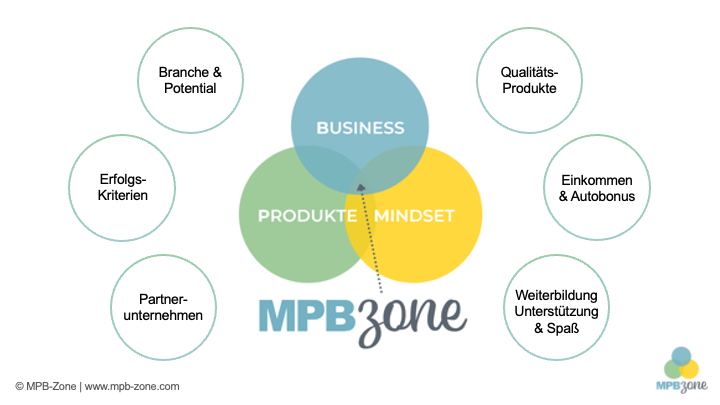 Branche &
Potential
Qualitäts-
Produkte
BUSINESS
Erfolgs-
Kriterien
Einkommen
& Autobonus
PRODUKTE
MINDSET
Partner-
unternehmen
Weiterbildung
Unterstützung
& Spaß
MPBzone
© MPB-Zone | www.mpb-zone.com
MPBzone